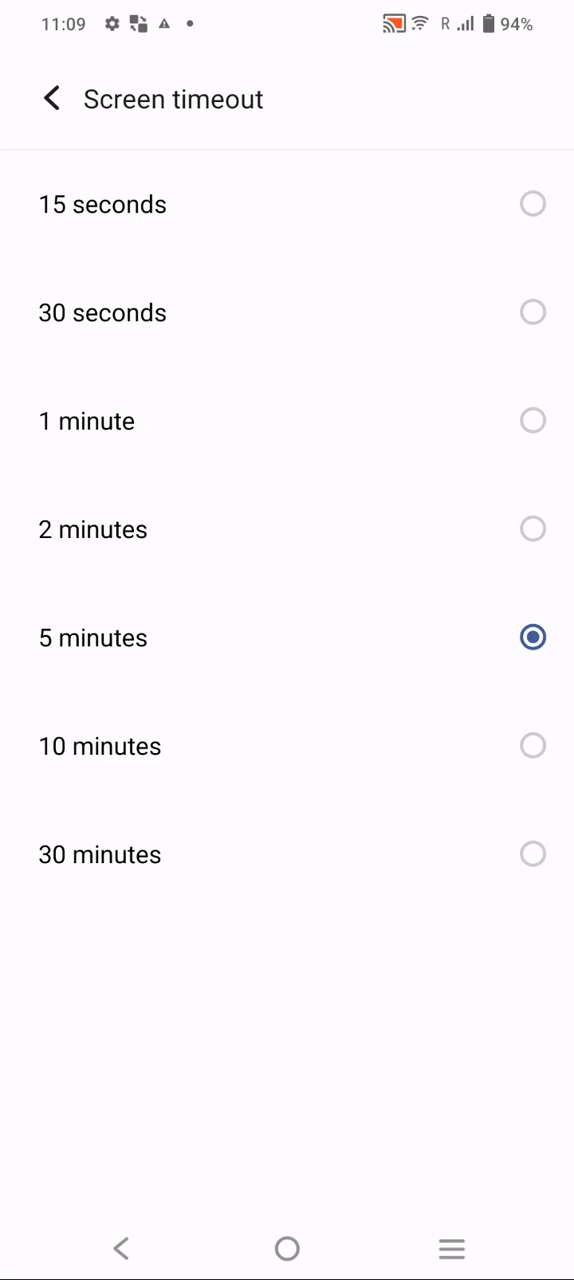 11:09 R 94%
Screen timeout
15 seconds
30 seconds
1 minute
2 minutes
5 minutes
10 minutes
30 minutes